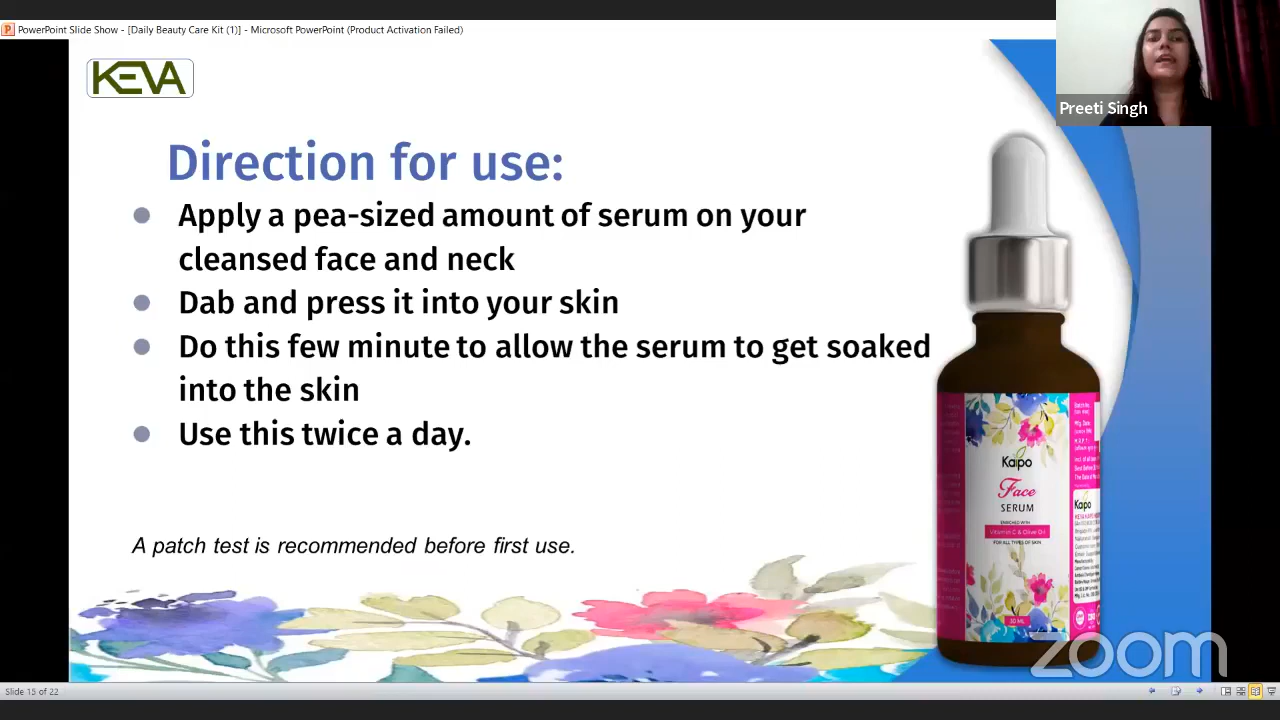 PowerPoint Slide Show - [Daily Beauty Care Kit (1)] - Microsoft PowerPoint (Product Activation Failed)
Preeti Singh
KEVA
Direction for use:
Apply a pea-sized amount of serum on your
cleansed face and neck
Dab and press it into your skin
Do this few minute to allow the serum to get soaked
into the skin
Use this twice a day.
A patch test is recommended before first use.
Kaipo
Face
SERUM
ENRICHED WITH
Vitamin C & Olive Oil
FOR ALL TYPES OF SKIN
30 ML
Kaipo
zoom
Slide 15 of 22